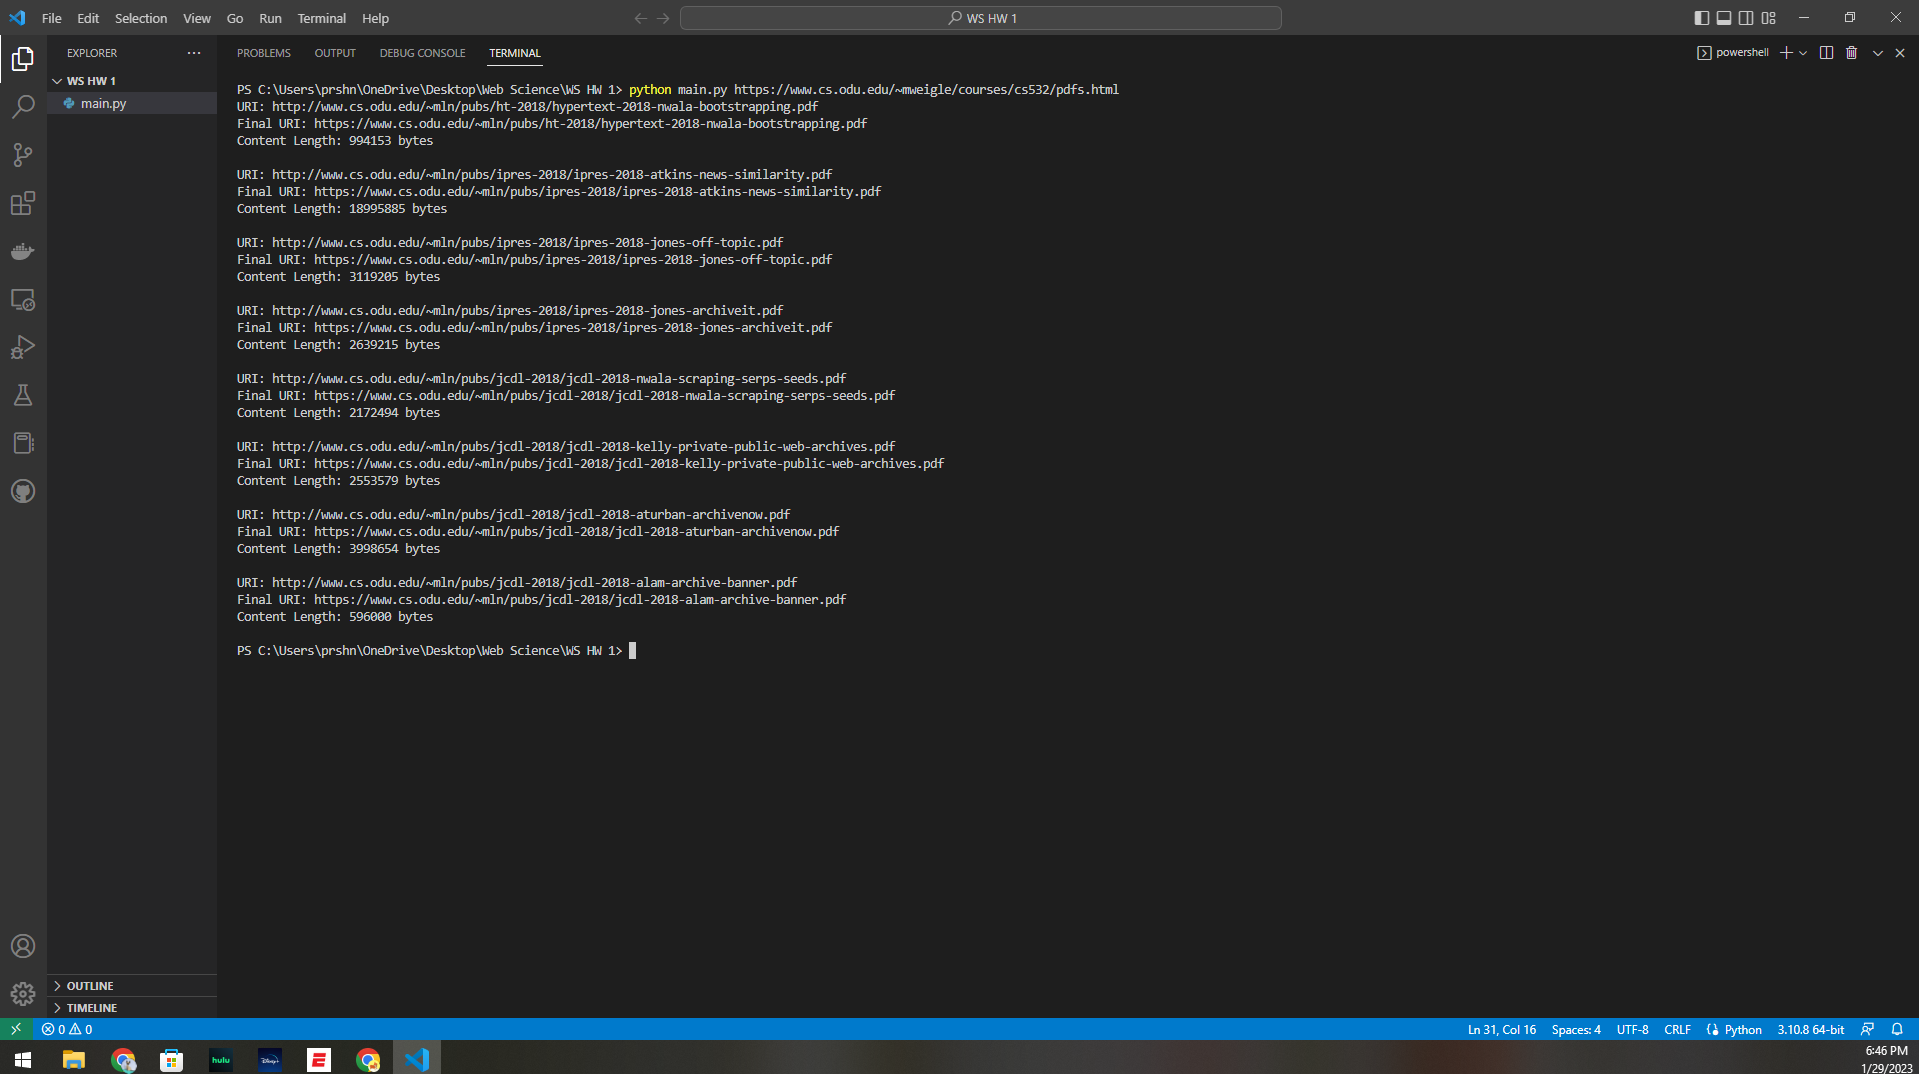 File Edit Selection View Go Run Terminal Help
WS HW 1
EXPLORER
WS HW 1
main.py
PROBLEMS OUTPUT DEBUG CONSOLE TERMINAL
powershell
PS C:\Users\prshn\OneDrive\Desktop\Web Science\WS HW 1> python main.py https://www.cs.odu.edu/~mweigle/courses/cs532/pdfs.html
URI: http://www.cs.odu.edu/~mln/pubs/ht-2018/hypertext-2018-nwala-bootstrapping.pdf
Final URI: https://www.cs.odu.edu/~mln/pubs/ht-2018/hypertext-2018-nwala-bootstrapping.pdf
Content Length: 994153 bytes
URI: http://www.cs.odu.edu/~mln/pubs/ipres-2018/ipres-2018-atkins-news-similarity.pdf
Final URI: https://www.cs.odu.edu/~mln/pubs/ipres-2018/ipres-2018-atkins-news-similarity.pdf
Content Length: 18995885 bytes
URI: http://www.cs.odu.edu/~mln/pubs/ipres-2018/ipres-2018-jones-off-topic.pdf
Final URI: https://www.cs.odu.edu/~mln/pubs/ipres-2018/ipres-2018-jones-off-topic.pdf
Content Length: 3119205 bytes
URI: http://www.cs.odu.edu/~mln/pubs/ipres-2018/ipres-2018-jones-archiveit.pdf
Final URI: https://www.cs.odu.edu/~mln/pubs/ipres-2018/ipres-2018-jones-archiveit.pdf
Content Length: 2639215 bytes
URI: http://www.cs.odu.edu/~mln/pubs/jcdl-2018/jcdl-2018-nwala-scraping-serps-seeds.pdf
Final URI: https://www.cs.odu.edu/~mln/pubs/jcdl-2018/jcdl-2018-nwala-scraping-serps-seeds.pdf
Content Length: 2172494 bytes
URI: http://www.cs.odu.edu/~mln/pubs/jcdl-2018/jcdl-2018-kelly-private-public-web-archives.pdf
Final URI: https://www.cs.odu.edu/~mln/pubs/jcdl-2018/jcdl-2018-kelly-private-public-web-archives.pdf
Content Length: 2553579 bytes
URI: http://www.cs.odu.edu/~mln/pubs/jcdl-2018/jcdl-2018-aturban-archivenow.pdf
Final URI: https://www.cs.odu.edu/~mln/pubs/jcdl-2018/jcdl-2018-aturban-archivenow.pdf
Content Length: 3998654 bytes
URI: http://www.cs.odu.edu/~mln/pubs/jcdl-2018/jcdl-2018-alam-archive-banner.pdf
Final URI: https://www.cs.odu.edu/~mln/pubs/jcdl-2018/jcdl-2018-alam-archive-banner.pdf
Content Length: 596000 bytes
PS C:\Users\prshn\OneDrive\Desktop\Web Science\WS HW 1>
OUTLINE
TIMELINE
0 0
Ln 31, Col 16 Spaces: 4 UTF-8 CRLF Python 3.10.8 64-bit
hulu Disney+ E
6:46 PM
1/29/2023